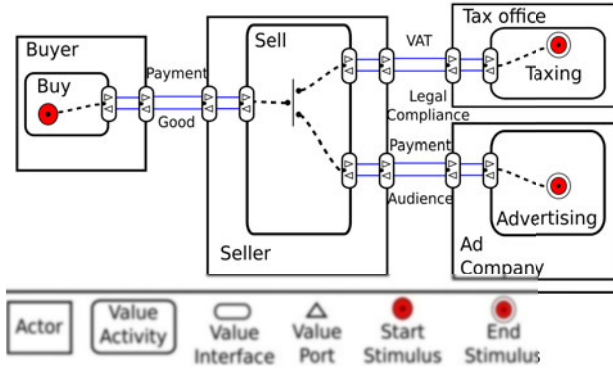 Buyer
Buy
Payment
Good
Sell
Seller
VAT
Legal
Compliance
Tax office
Taxing
Payment
Audience
Advertising
Ad
Company
Actor
Value
Activity
Value
Interface
Value
Port
Start
Stimulus
End
Stimulus